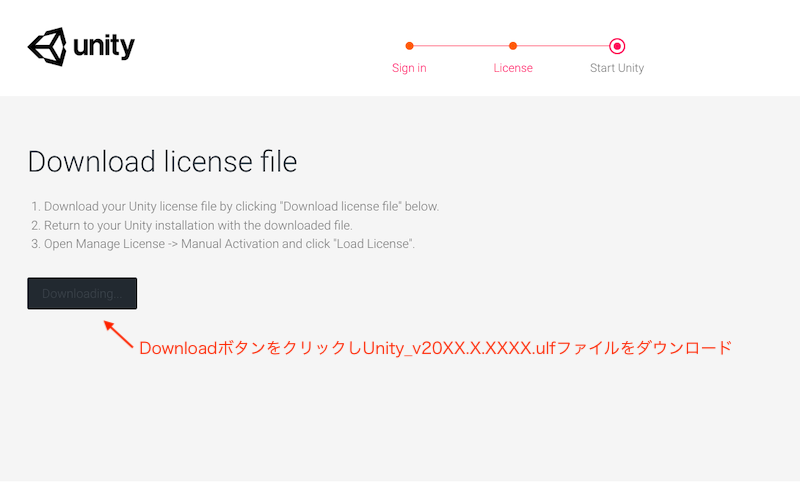 unity
Sign in
License
Start Unity
Download license file
1. Download your Unity license file by clicking "Download license file" below.
2. Return to your Unity installation with the downloaded file.
3. Open Manage License -> Manual Activation and click "Load License".
Downloading...
DownloadボタンをクリックしUnity_v20XX.X.XXXX.ulfファイルをダウンロード